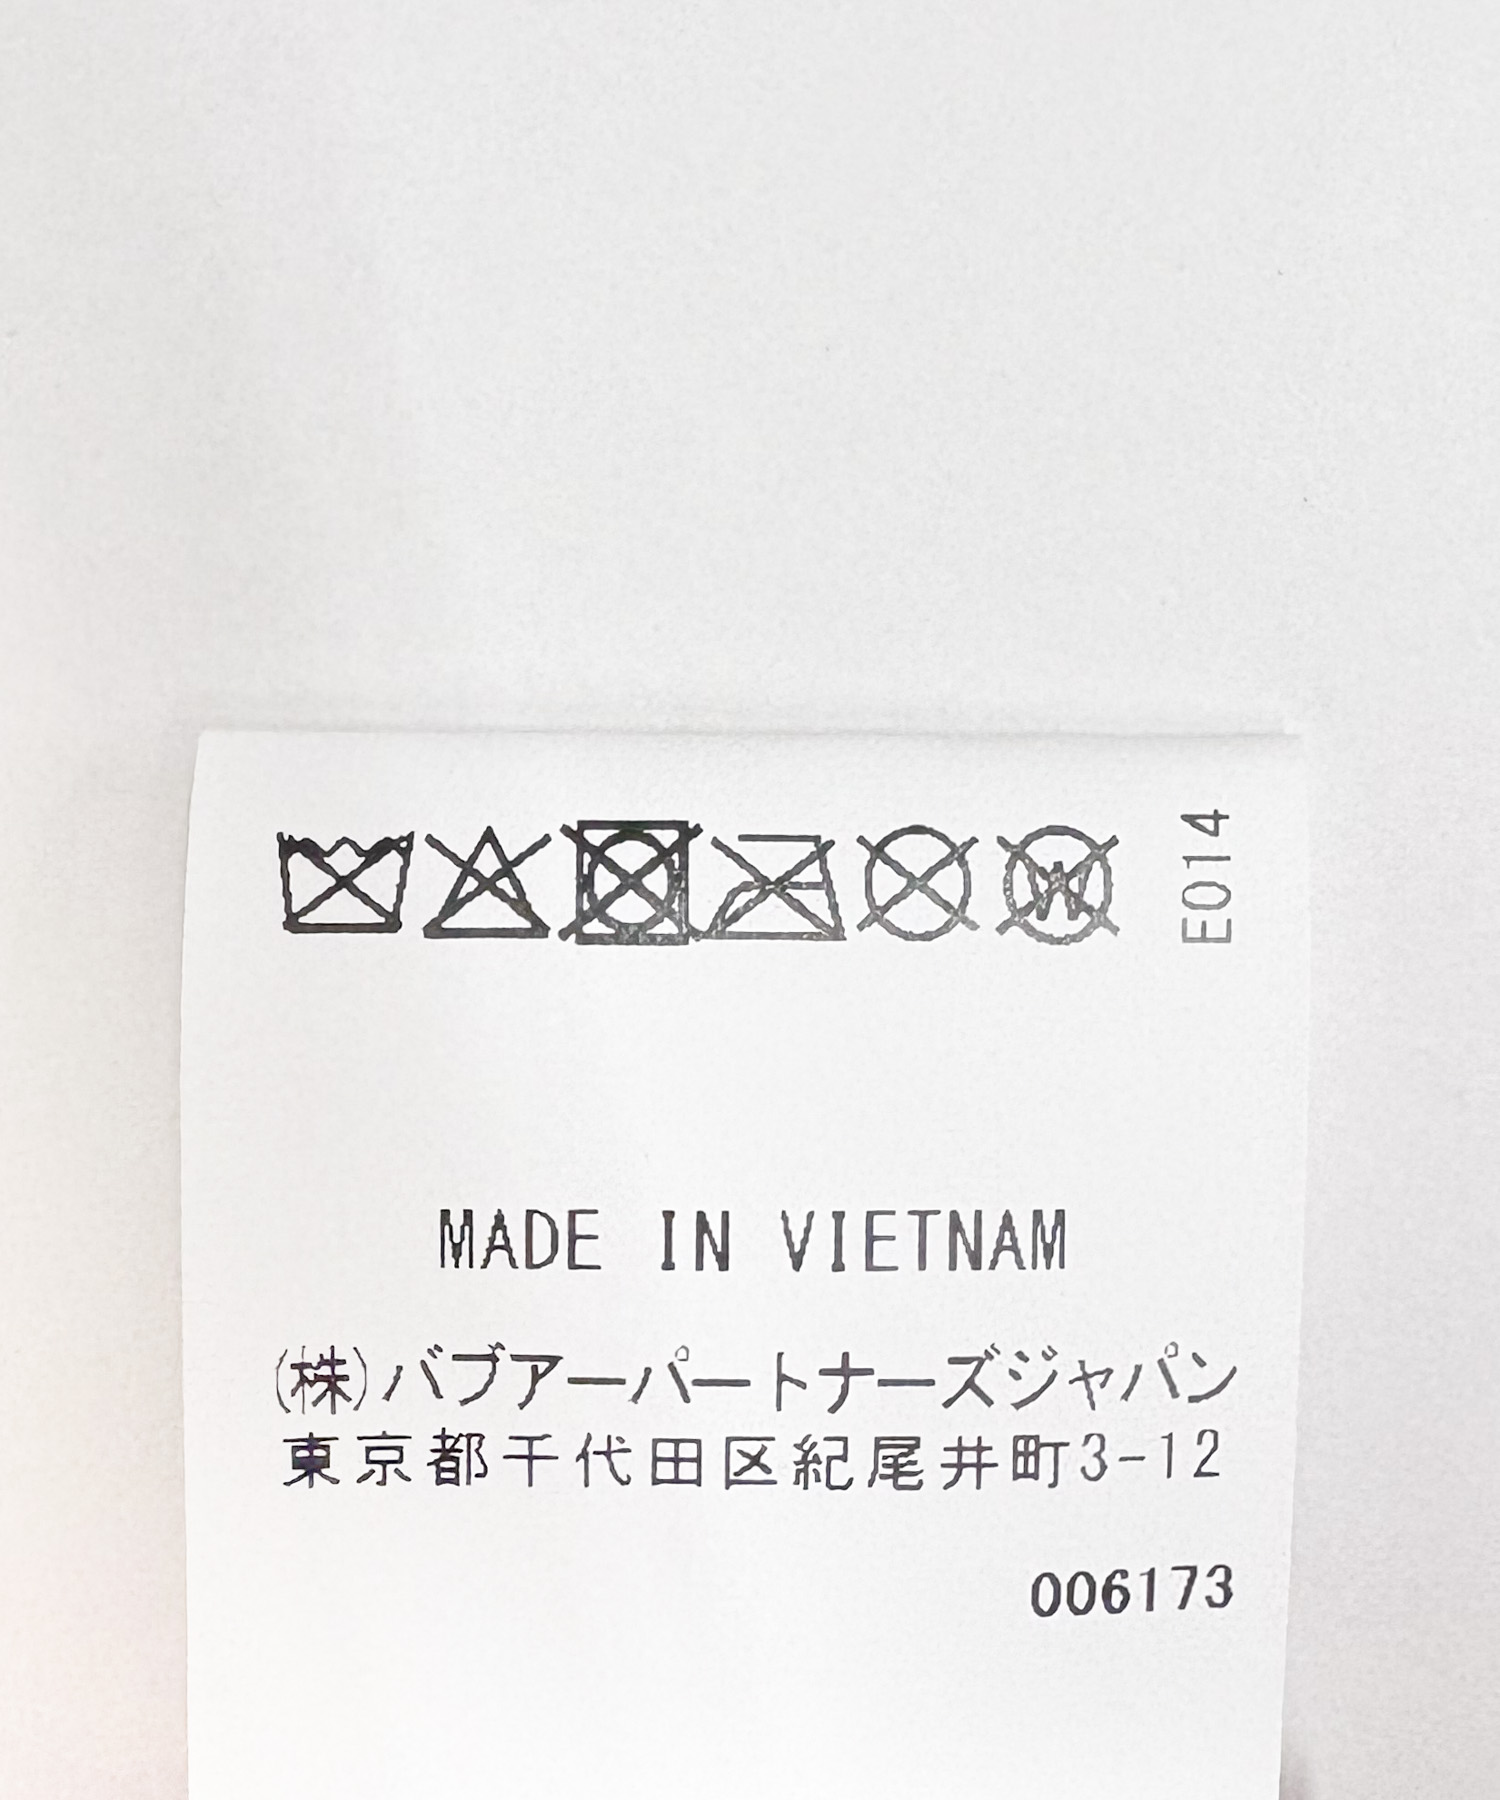 E014
MADE IN VIETNAM
(株)バブアーパートナーズジャパン
東京都千代田区紀尾井町3-12
006173